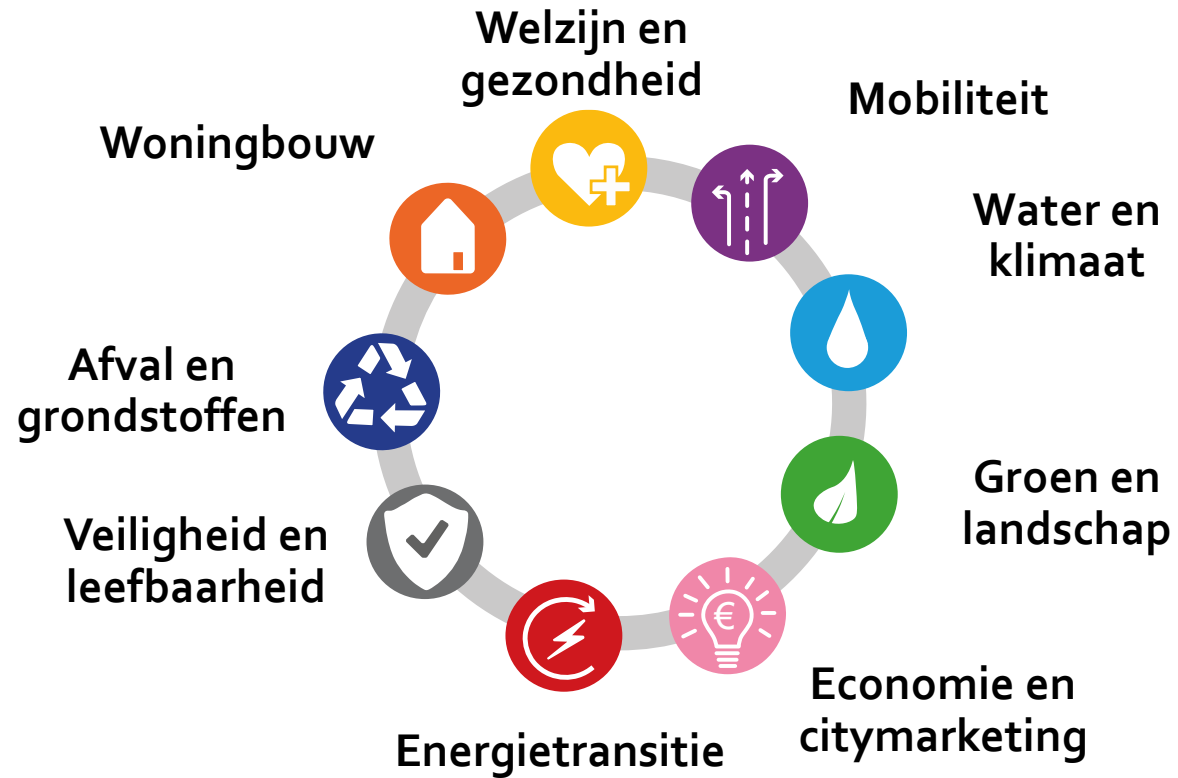 Welzijn en
gezondheid
Mobiliteit
Woningbouw
Water en
klimaat
Afval en
grondstoffen
Groen en
landschap
Veiligheid en
leefbaarheid
€
Economie en
citymarketing
Energietransitie